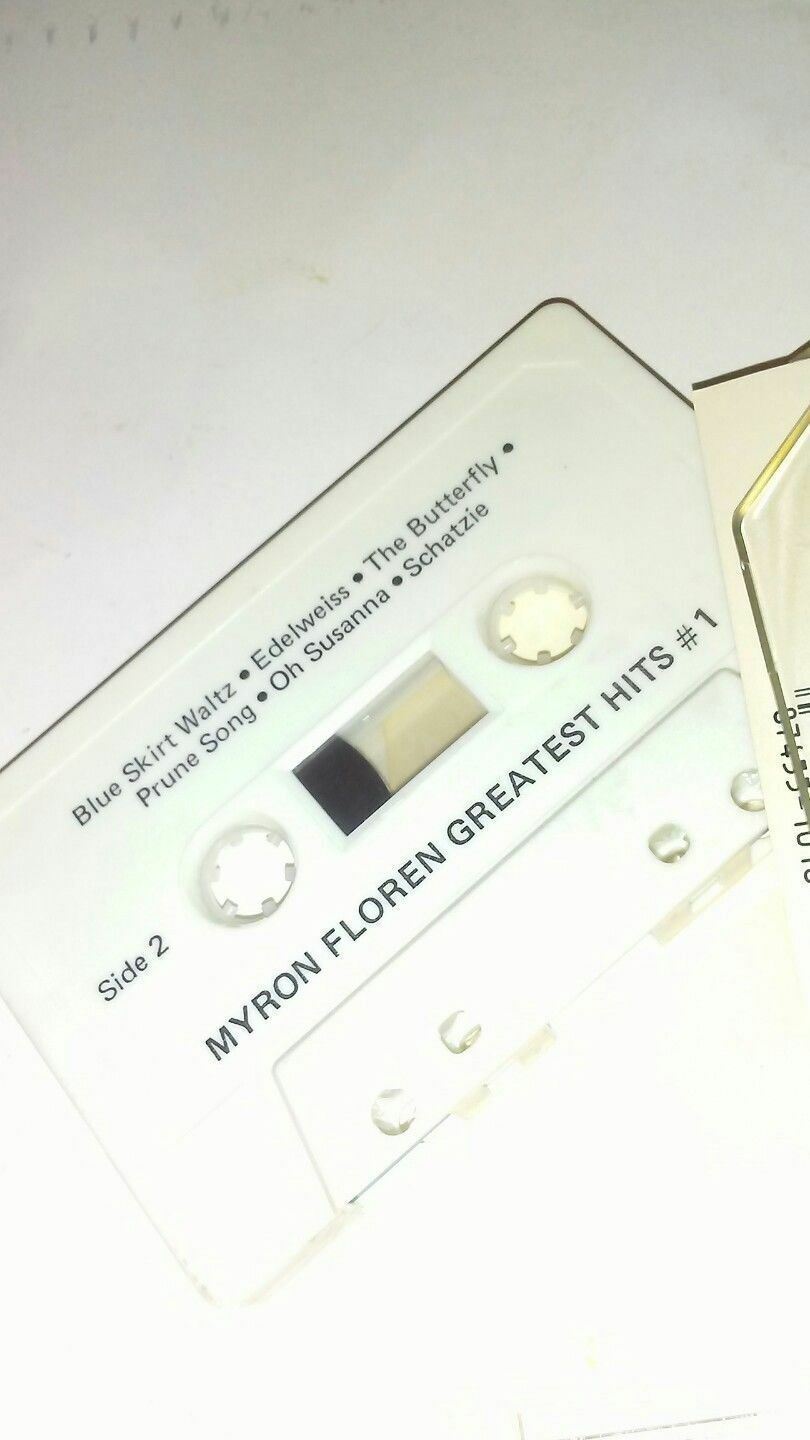 Blue Skirt Waltz • Edelweiss • The Butterfly •
Prune Song • Oh Susanna • Schatzie
Side 2
MYRON FLOREN GREATEST HITS #1